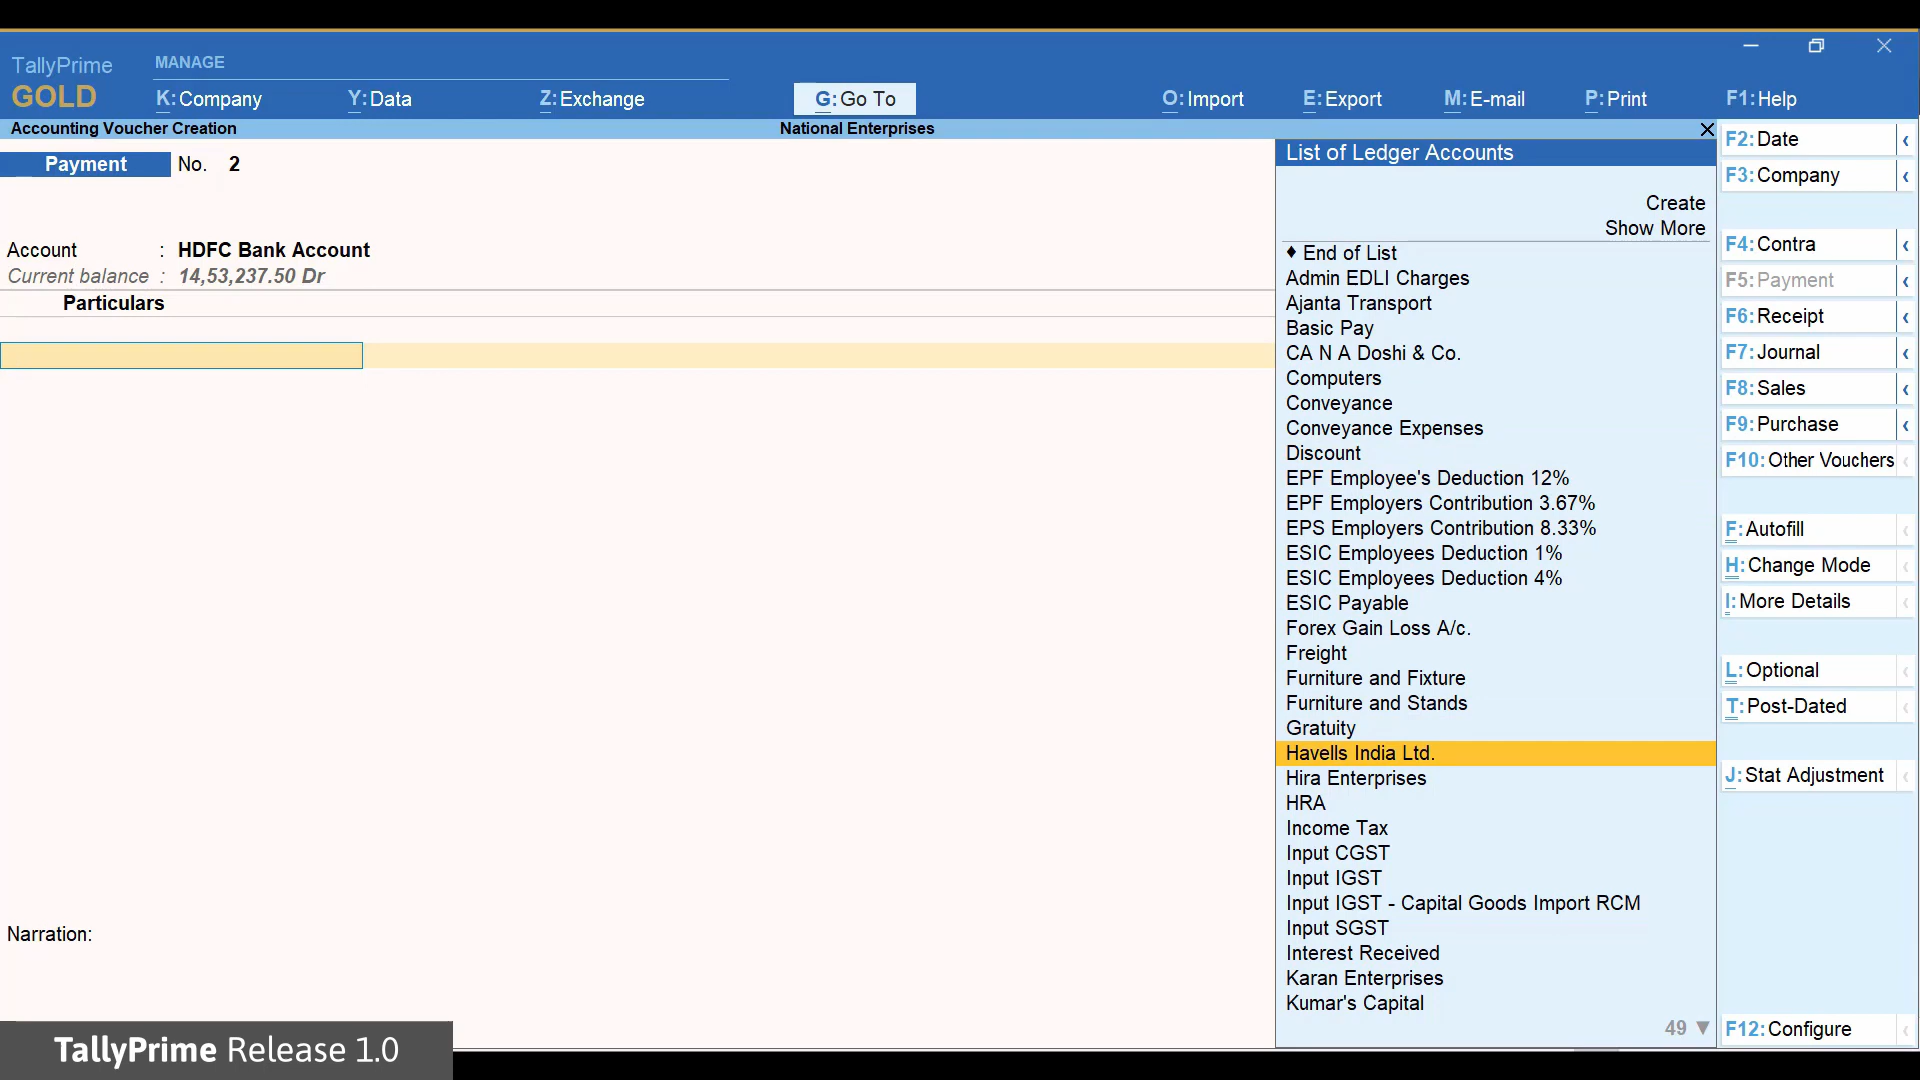 TallyPrime
GOLD
MANAGE
K:Company
Y:Data
Z:Exchange
G:Go To
O:Import
E:Export
M:E-mail
P:Print
F1:Help
Accounting Voucher Creation
National Enterprises
Payment No. 2
Account : HDFC Bank Account
Current balance : 14,53,237.50 Dr
Particulars
Narration:
List of Ledger Accounts
Create
Show More
♦ End of List
Admin EDLI Charges
Ajanta Transport
Basic Pay
CA N A Doshi & Co.
Computers
Conveyance
Conveyance Expenses
Discount
EPF Employee's Deduction 12%
EPF Employers Contribution 3.67%
EPS Employers Contribution 8.33%
ESIC Employees Deduction 1%
ESIC Employees Deduction 4%
ESIC Payable
Forex Gain Loss A/c.
Freight
Furniture and Fixture
Furniture and Stands
Gratuity
Havells India Ltd.
Hira Enterprises
HRA
Income Tax
Input CGST
Input IGST
Input IGST - Capital Goods Import RCM
Input SGST
Interest Received
Karan Enterprises
Kumar's Capital
49 ▼
F2:Date
F3:Company
F4:Contra
F5:Payment
F6:Receipt
F7:Journal
F8:Sales
F9:Purchase
F10:Other Vouchers
F:Autofill
H:Change Mode
I:More Details
L:Optional
T:Post-Dated
J:Stat Adjustment
F12:Configure
TallyPrime Release 1.0